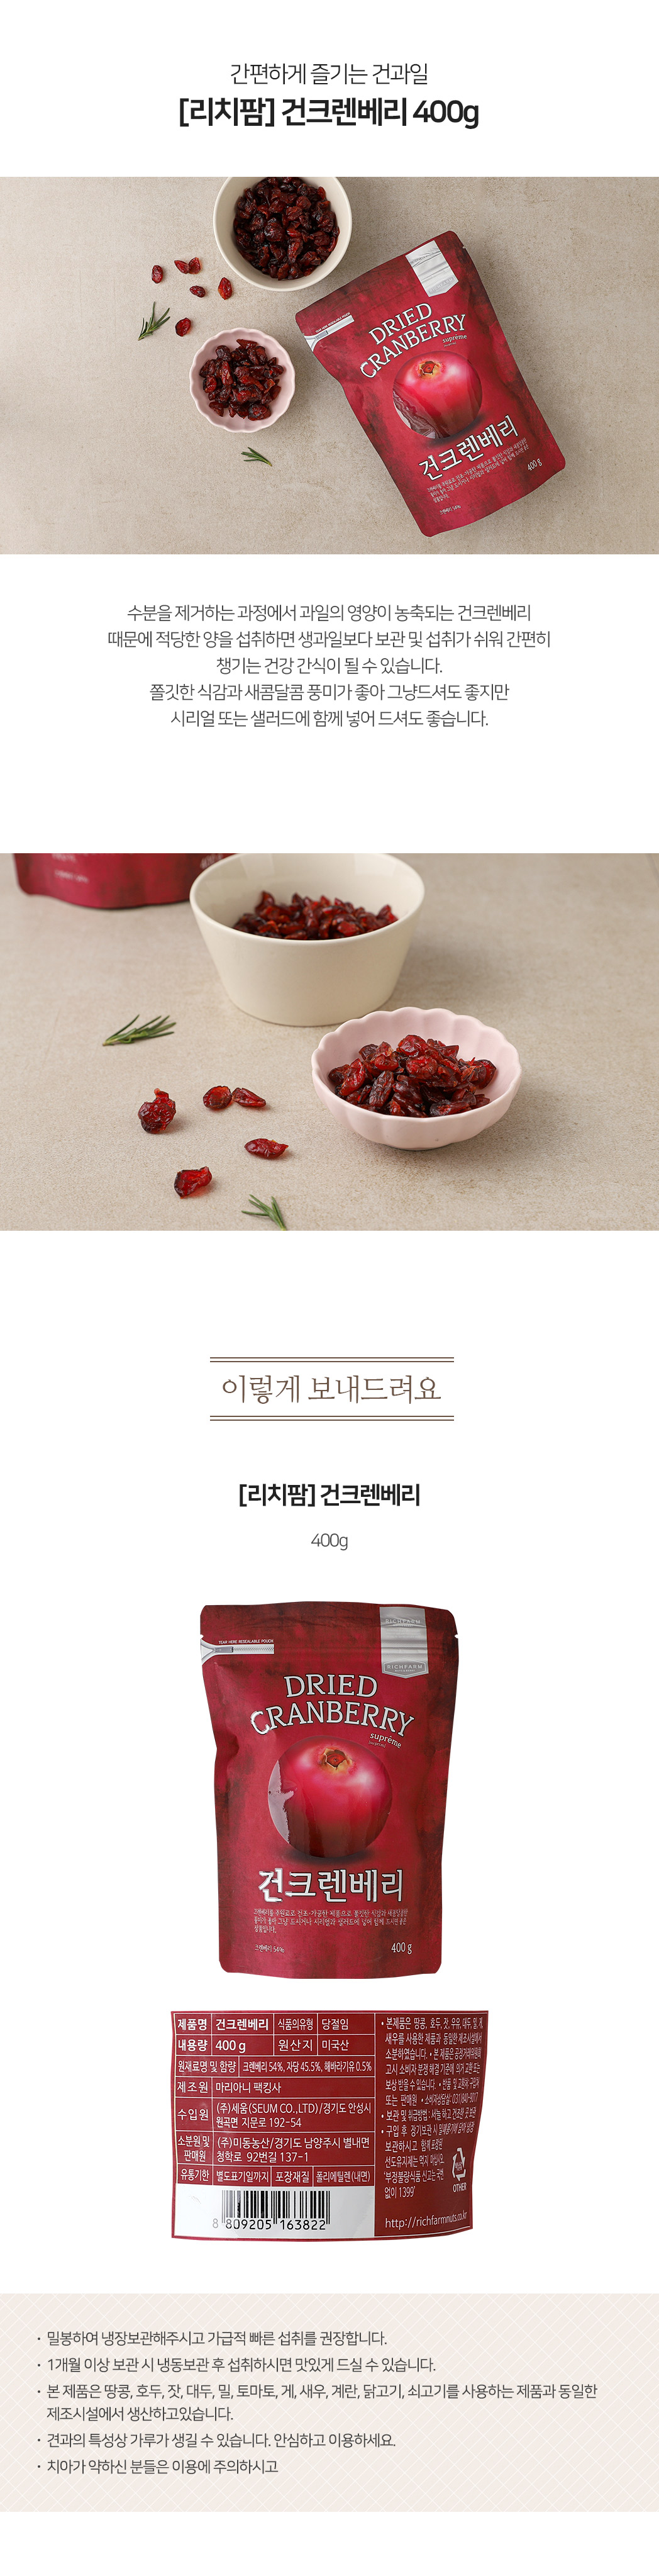 간편하게 즐기는 건과일
[리치팜] 건크렌베리 400g
DRIED
CRANBERRY
suprême
건크렌베리
400 g
크렌베리 54%
수분을 제거하는 과정에서 과일의 영양이 농축되는 건크렌베리
때문에 적당한 양을 섭취하면 생과일보다 보관 및 섭취가 쉬워 간편히
챙기는 건강 간식이 될 수 있습니다.
쫄깃한 식감과 새콤달콤 풍미가 좋아 그냥드셔도 좋지만
시리얼 또는 샐러드에 함께 넣어 드셔도 좋습니다.
이렇게 보내드려요
[리치팜] 건크렌베리
400g
TEAR HERE RESEALABLE POUCH
RICHFARM
DRIED
CRANBERRY
suprême
건크렌베리
크렌베리 54%
400 g
제품명 건크렌베리 식품의유형 당절임
내용량 400 g 원산지 미국산
원재료명 및 함량 크렌베리 54%, 자당 45.5%, 해바라기유 0.5%
제조원 마리아니 팩킹사
수입원 (주)세움(SEUM CO.,LTD)/경기도 안성시
원곡면 지문로 192-54
소분원 및 판매원 (주)미동농산/경기도 남양주시 별내면
청학로 92번길 137-1
유통기한 별도표기일까지 포장재질 폴리에틸렌(내면)
8 809205 163822
• 본제품은 땅콩, 호두, 잣, 우유, 대두, 밀, 게,
새우를 사용한 제품과 동일한 제조시설에서
소분하였습니다. • 본 제품은 공정거래위원회
고시 소비자 분쟁 해결 기준에 의거 교환 또는
보상 받을 수 있습니다. • 반품 및 교환처: 구입처
또는 판매원 • 소비자상담실: 031)840-9017
선도유지제는 먹지 마십시오.
부정불량식품 신고는 국번
없이 1399
OTHER
http://richfarmnuts.co.kr
· 밀봉하여 냉장보관해주시고 가급적 빠른 섭취를 권장합니다.
· 1개월 이상 보관 시 냉동보관 후 섭취하시면 맛있게 드실 수 있습니다.
· 본 제품은 땅콩, 호두, 잣, 대두, 밀, 토마토, 게, 새우, 계란, 닭고기, 쇠고기를 사용하는 제품과 동일한
제조시설에서 생산하고있습니다.
· 견과의 특성상 가루가 생길 수 있습니다. 안심하고 이용하세요.
· 치아가 약하신 분들은 이용에 주의하시고